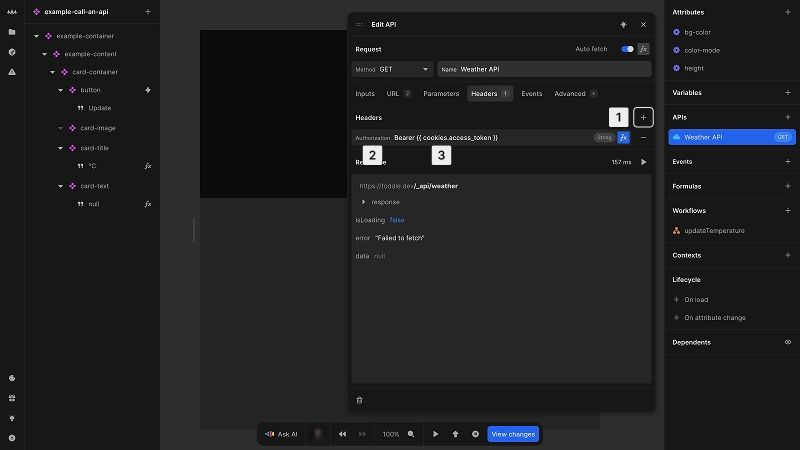 example-call-an-api
example-container
example-content
card-container
button
Update
card-image
card-title
°C
fx
card-text
null
fx
Edit API
Request
Auto fetch
fx
Method GET
Name Weather API
Inputs
URL 2
Parameters
Headers 1
Events
Advanced
Headers
1
Authorization Bearer {{ cookies.access_token }} String fx
2
3
157 ms
https://toddle.dev/_api/weather
response
isLoading false
error "Failed to fetch"
data null
Ask AI
100%
View changes
Attributes
bg-color
color-mode
height
Variables
APIs
Weather API GET
Events
Formulas
Workflows
updateTemperature
Contexts
Lifecycle
On load
On attribute change
Dependents